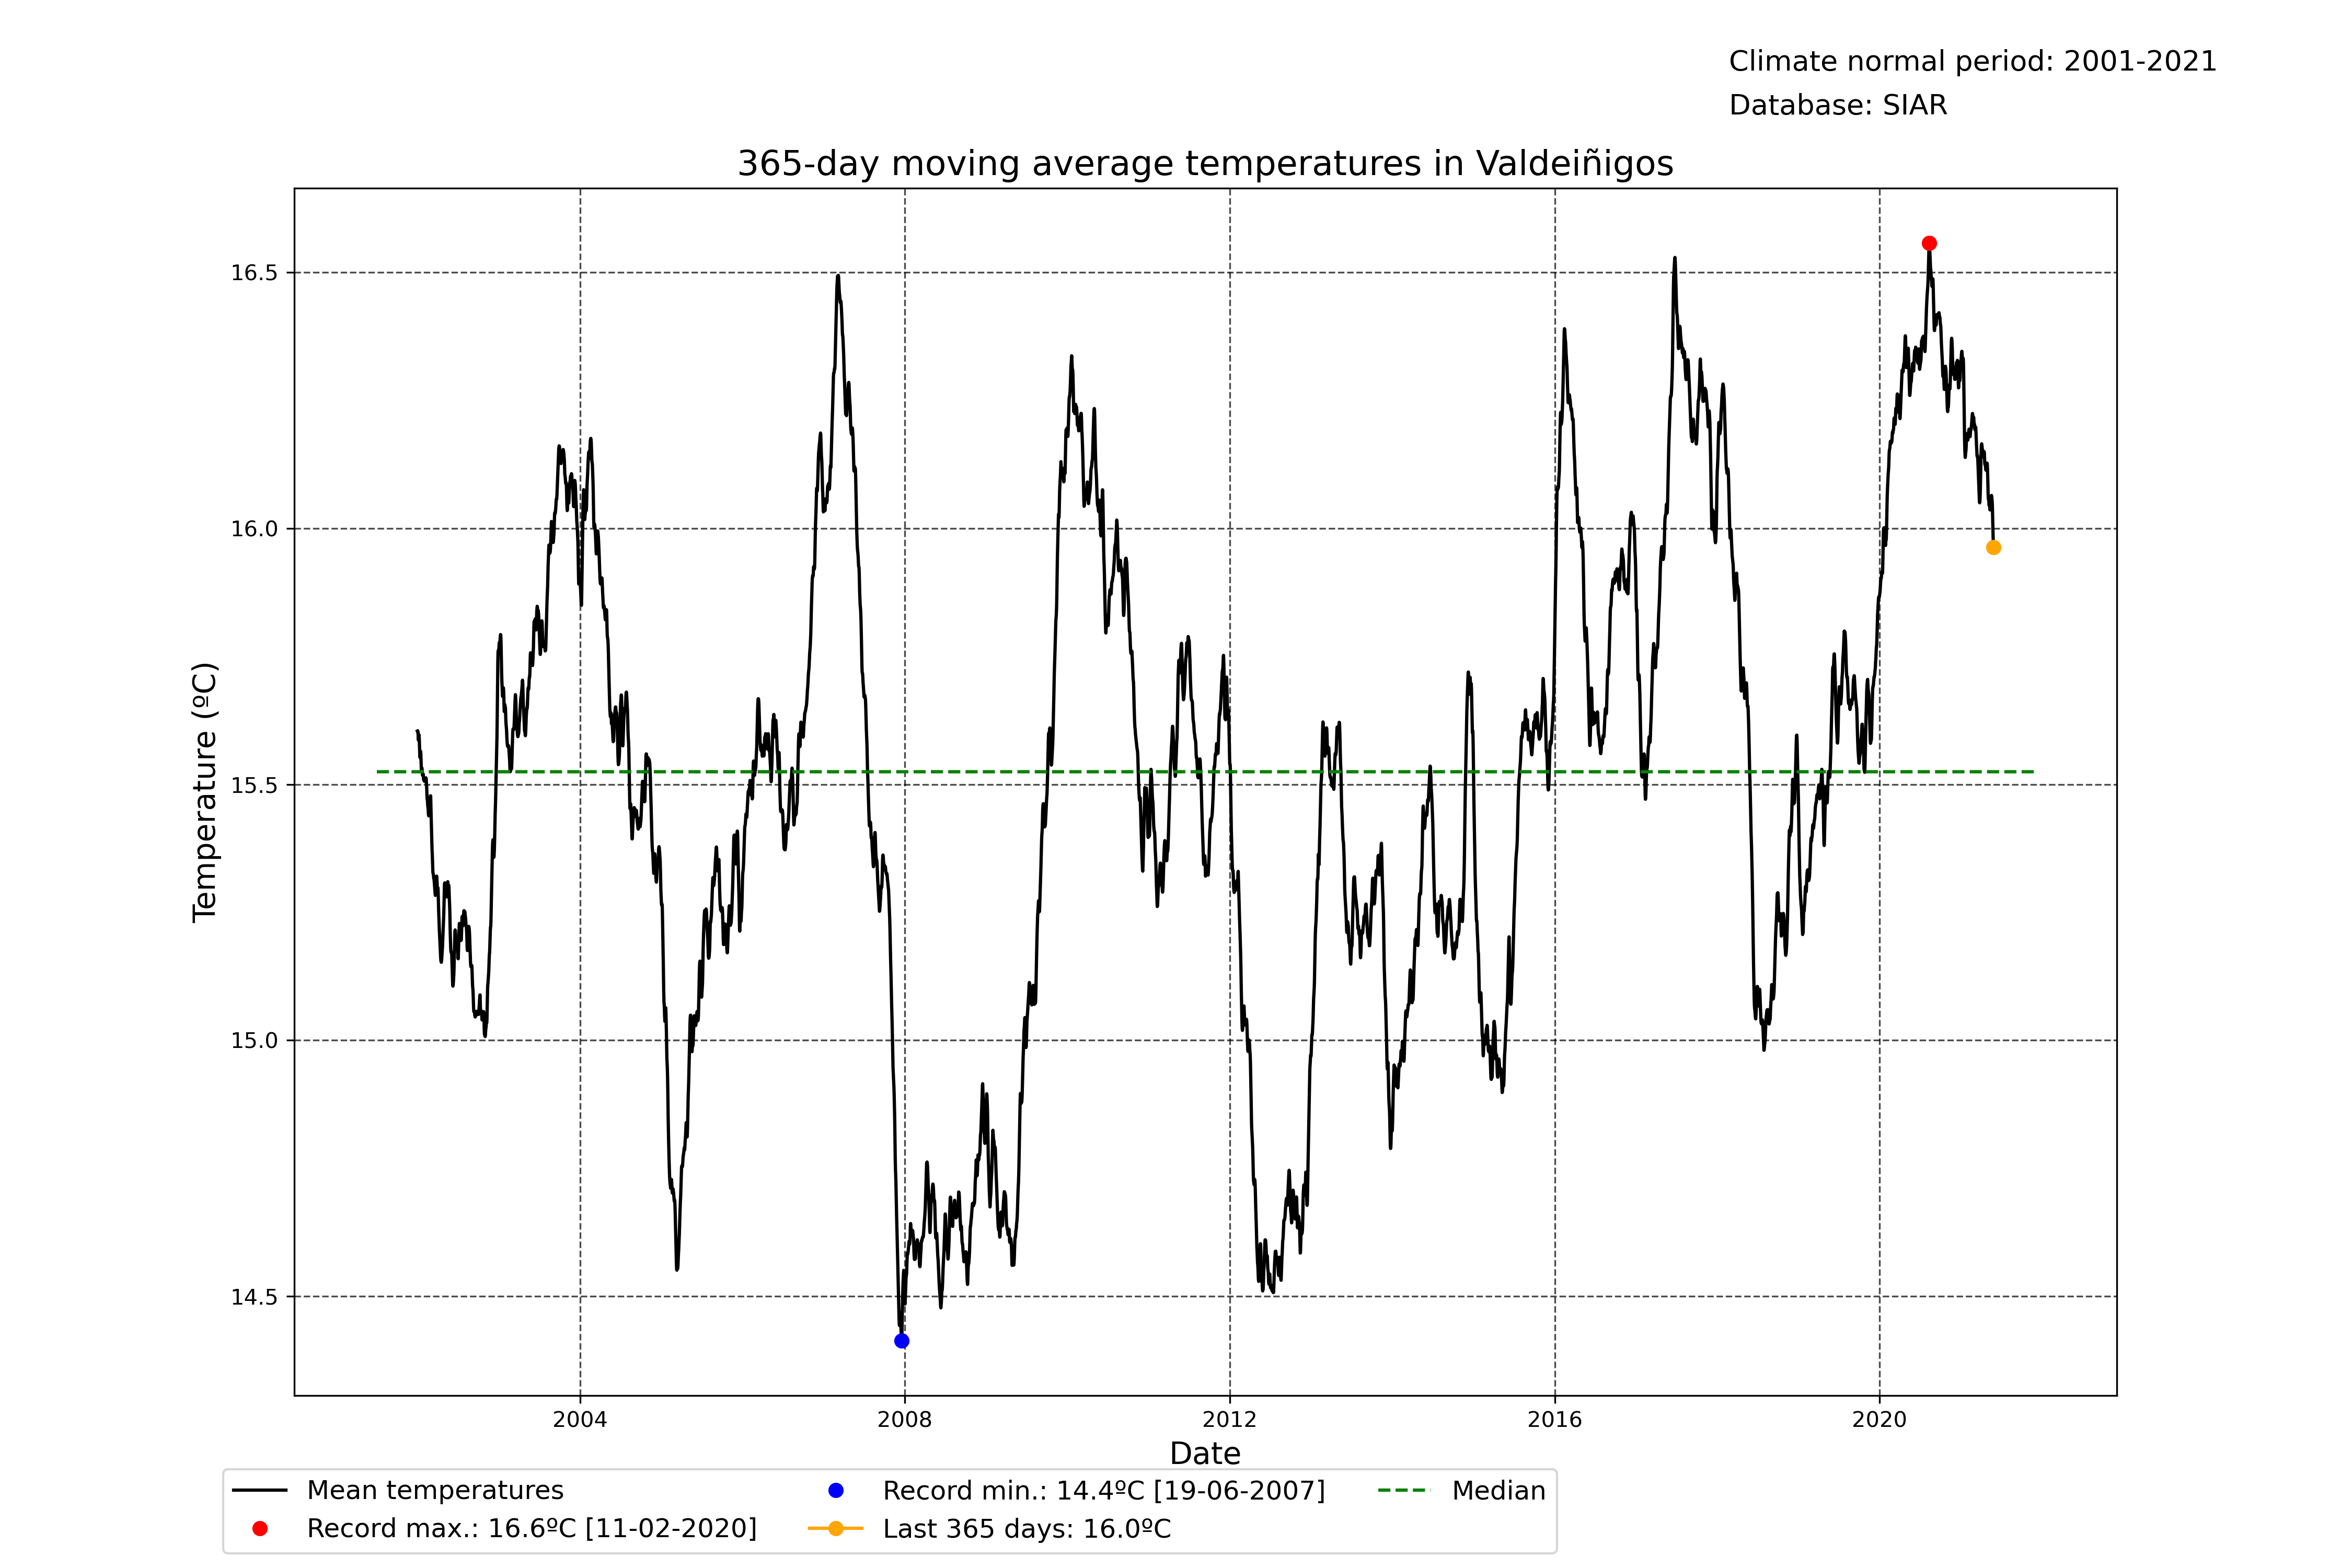 Climate normal period: 2001-2021
Database: SIAR
365-day moving average temperatures in Valdeiñigos
16.5
16.0
15.5
15.0
14.5
Temperature (ºC)
2004 2008 2012 2016 2020
Date
Mean temperatures
Record max.: 16.6ºC [11-02-2020]
Record min.: 14.4ºC [19-06-2007]
Last 365 days: 16.0ºC
Median